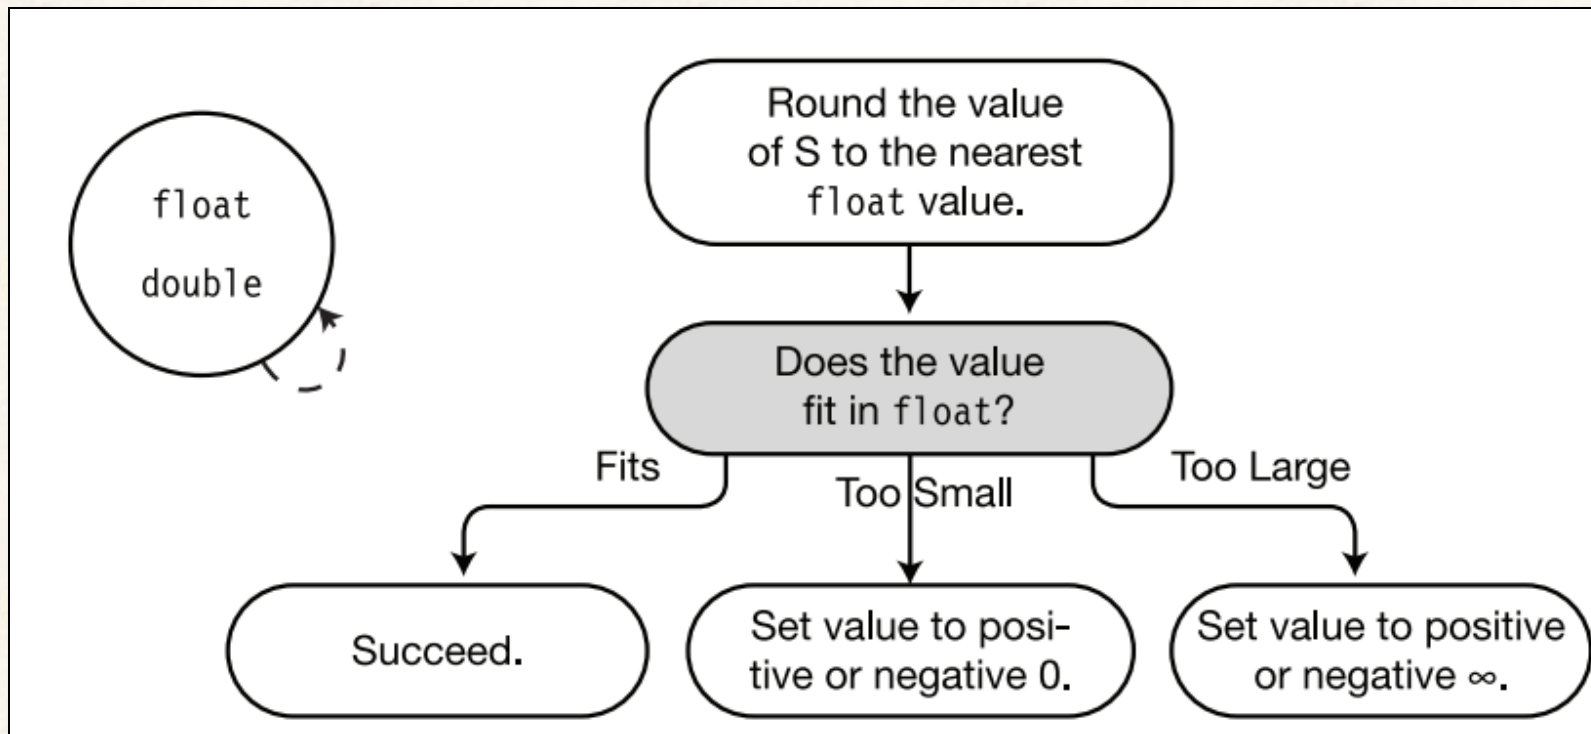 float
double
Round the value
of S to the nearest
float value.
Does the value
fit in float?
Fits
Too Small
Too Large
Succeed.
Set value to posi-
tive or negative 0.
Set value to positive
or negative ∞.